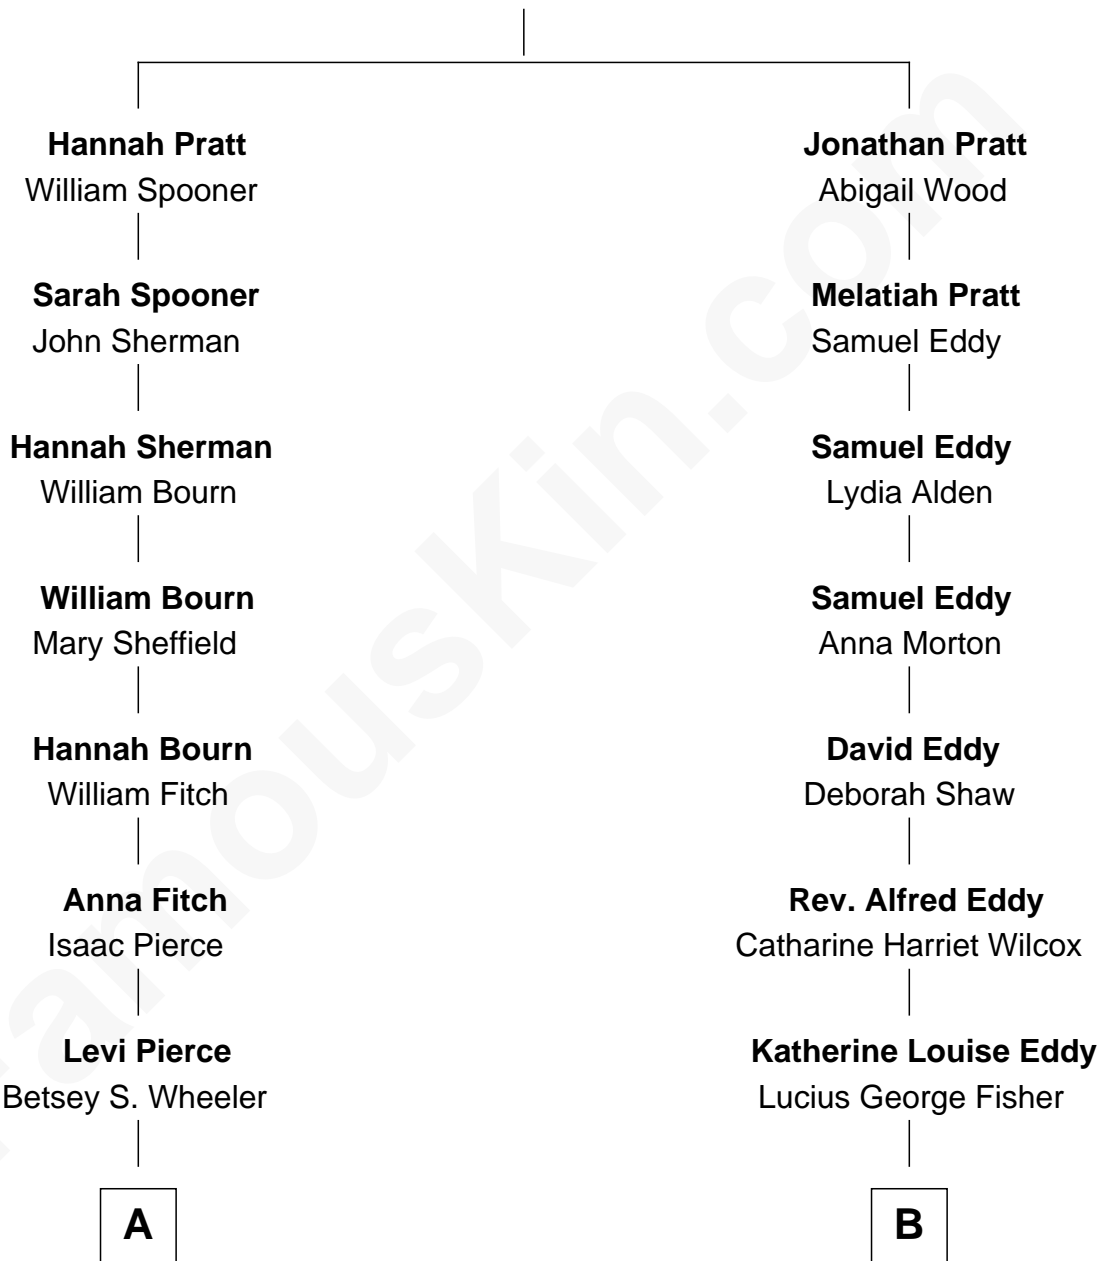 Hannah Pratt
William Spooner
Sarah Spooner
John Sherman
Hannah Sherman
William Bourn
William Bourn
Mary Sheffield
Hannah Bourn
William Fitch
Anna Fitch
Isaac Pierce
Levi Pierce
Betsey S. Wheeler
A
Jonathan Pratt
Abigail Wood
Melatiah Pratt
Samuel Eddy
Samuel Eddy
Lydia Alden
Samuel Eddy
Anna Morton
David Eddy
Deborah Shaw
Rev. Alfred Eddy
Catharine Harriet Wilcox
Katherine Louise Eddy
Lucius George Fisher
B
FamousKin.com